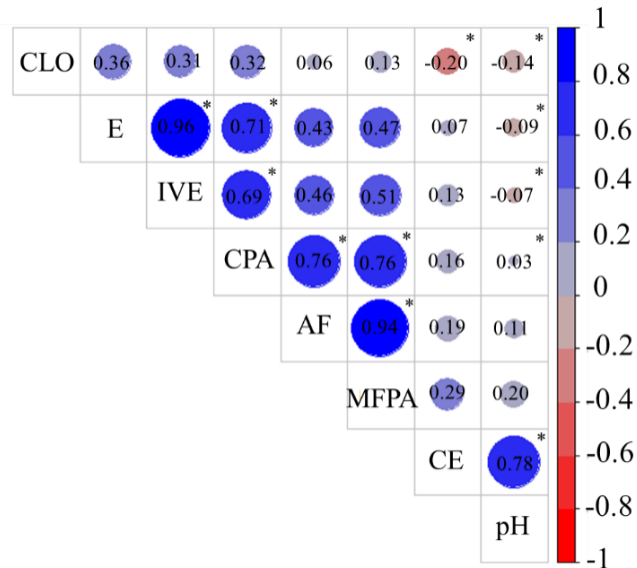 CLO 0.36 0.31 0.32 0.06 0.13 -0.20* -0.14*
E 0.96* 0.71* 0.43 0.47 0.07 -0.09*
IVE 0.69* 0.46 0.51 0.13 -0.07*
CPA 0.76* 0.76* 0.16 0.03*
AF 0.94* 0.19 0.11
MFPA 0.29 0.20
CE 0.78*
pH
1
0.8
0.6
0.4
0.2
0
-0.2
-0.4
-0.6
-0.8
-1